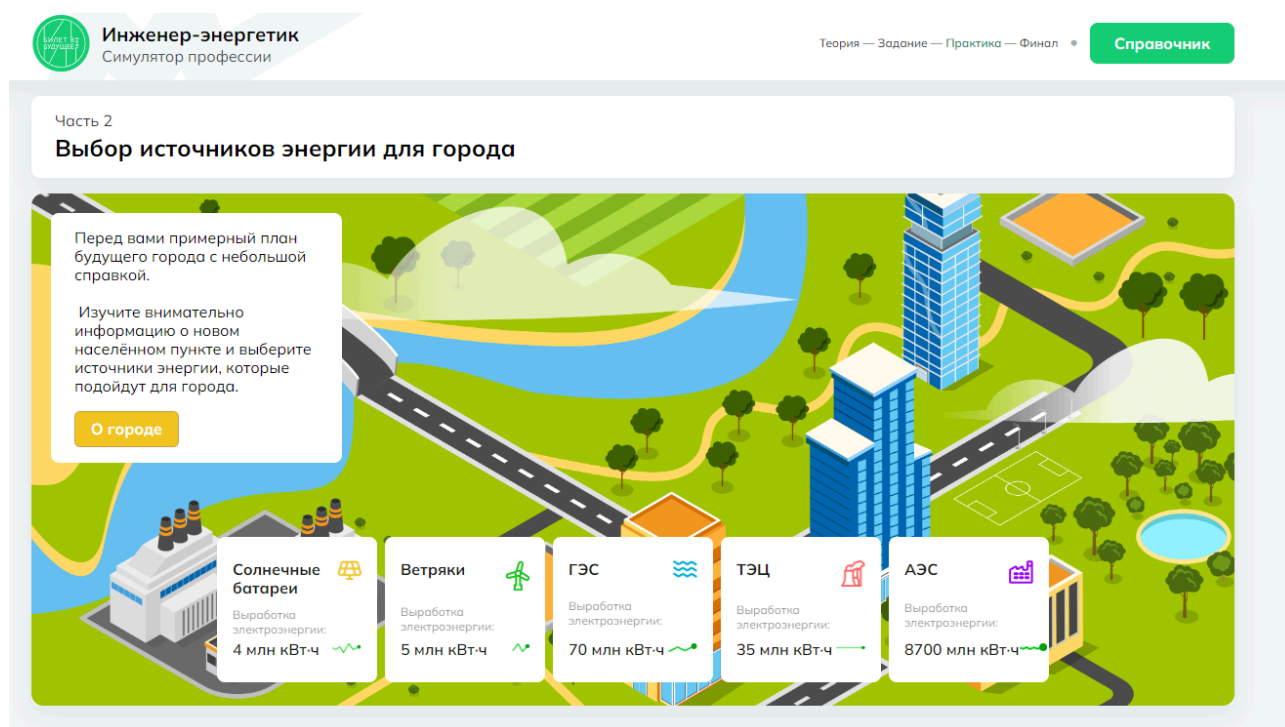 БИЛЕТ В
БУДУЩЕЕ
Инженер-энергетик
Симулятор профессии
Теория — Задание — Практика — Финал
Справочник
Часть 2
Выбор источников энергии для города
Перед вами примерный план
будущего города с небольшой
справкой.
Изучите внимательно
информацию о новом
населённом пункте и выберите
источники энергии, которые
подойдут для города.
О городе
Солнечные
батареи
Выработка
электроэнергии:
4 млн кВт·ч
Ветряки
Выработка
электроэнергии:
5 млн кВт·ч
ГЭС
Выработка
электроэнергии:
70 млн кВт·ч
ТЭЦ
Выработка
электроэнергии:
35 млн кВт·ч
АЭС
Выработка
электроэнергии:
8700 млн кВт·ч